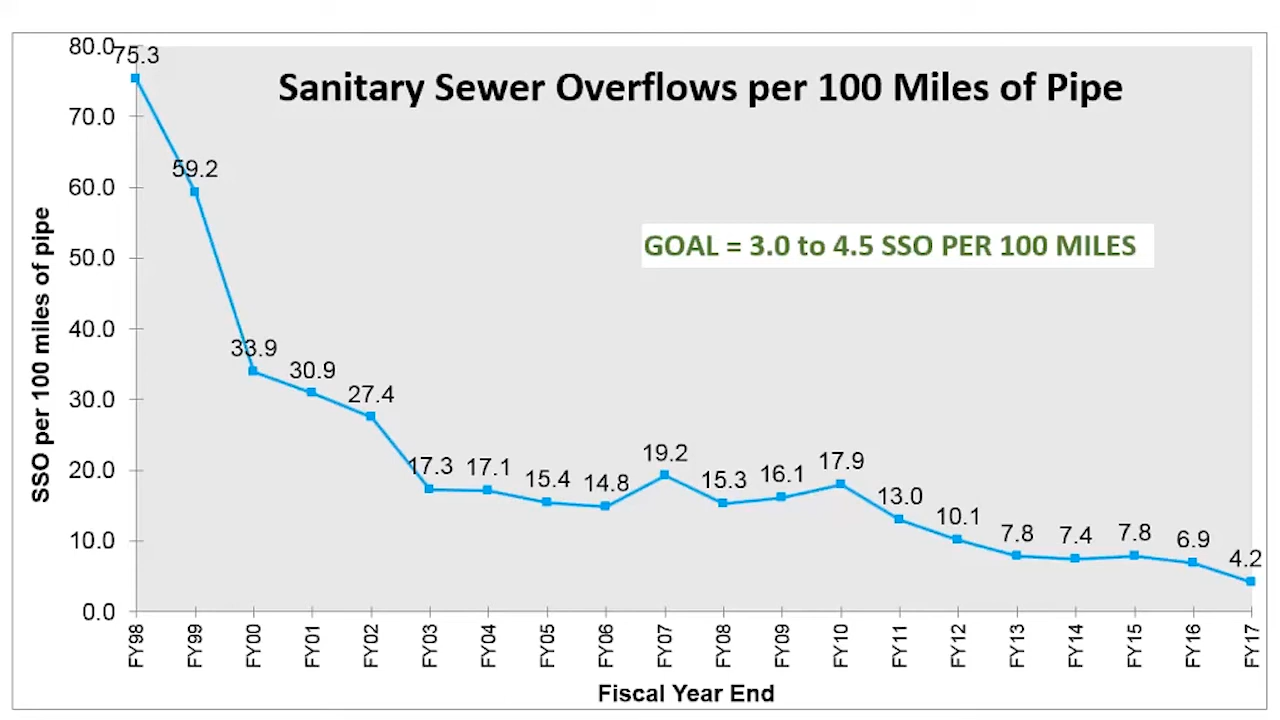 Sanitary Sewer Overflows per 100 Miles of Pipe
GOAL = 3.0 to 4.5 SSO PER 100 MILES
SSO per 100 miles of pipe
80.0
70.0
60.0
50.0
40.0
30.0
20.0
10.0
0.0
75.3
59.2
33.9
30.9
27.4
17.3
17.1
15.4
14.8
19.2
15.3
16.1
17.9
13.0
10.1
7.8
7.4
7.8
6.9
4.2
FY98
FY99
FY00
FY01
FY02
FY03
FY04
FY05
FY06
FY07
FY08
FY09
FY10
FY11
FY12
FY13
FY14
FY15
FY16
FY17
Fiscal Year End